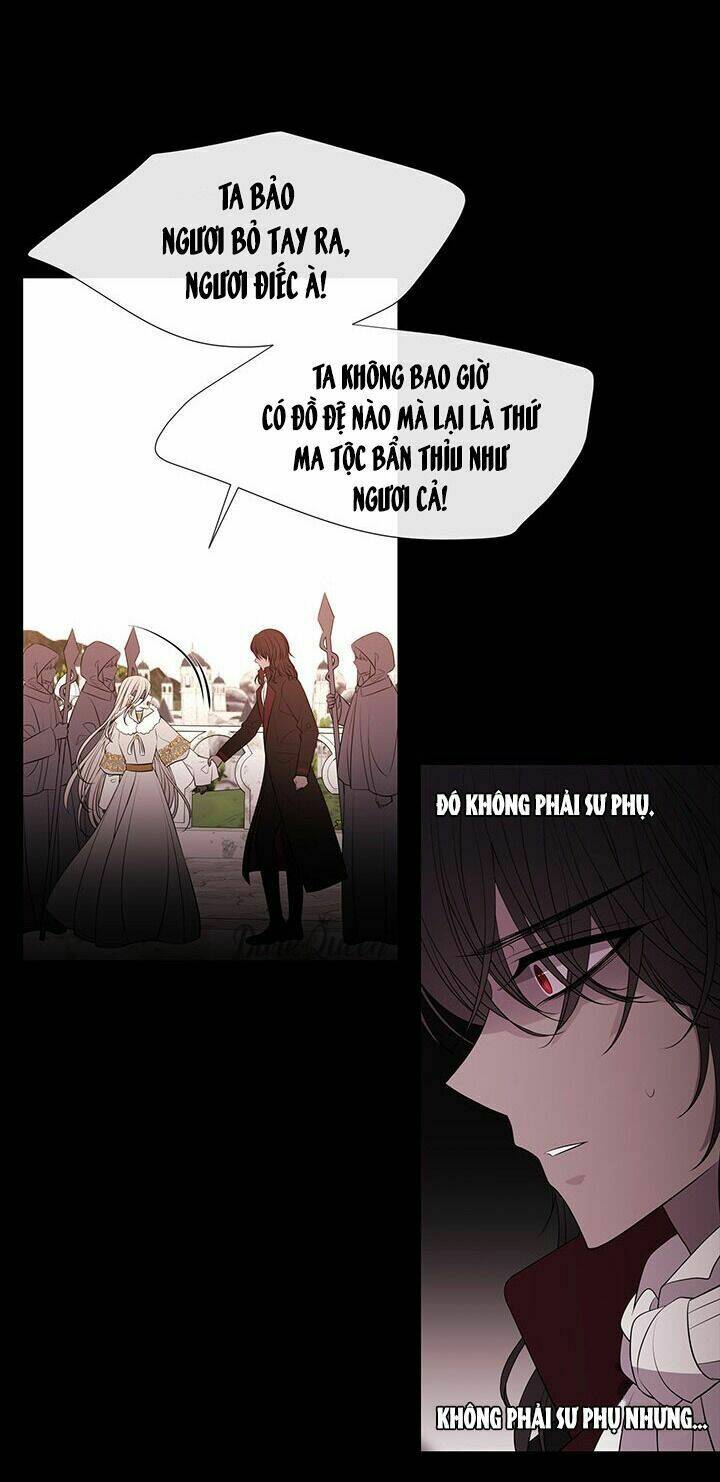 TA BẢO
NGƯƠI BỎ TAY RA,
NGƯƠI ĐIẾC À!
TA KHÔNG BAO GIỜ
CÓ ĐỒ ĐỆ NÀO MÀ LẠI LÀ THỨ
MA TỘC BẨN THỈU NHƯ
NGƯƠI CẢ!
ĐÓ KHÔNG PHẢI SƯ PHỤ.
KHÔNG PHẢI SƯ PHỤ NHƯNG...